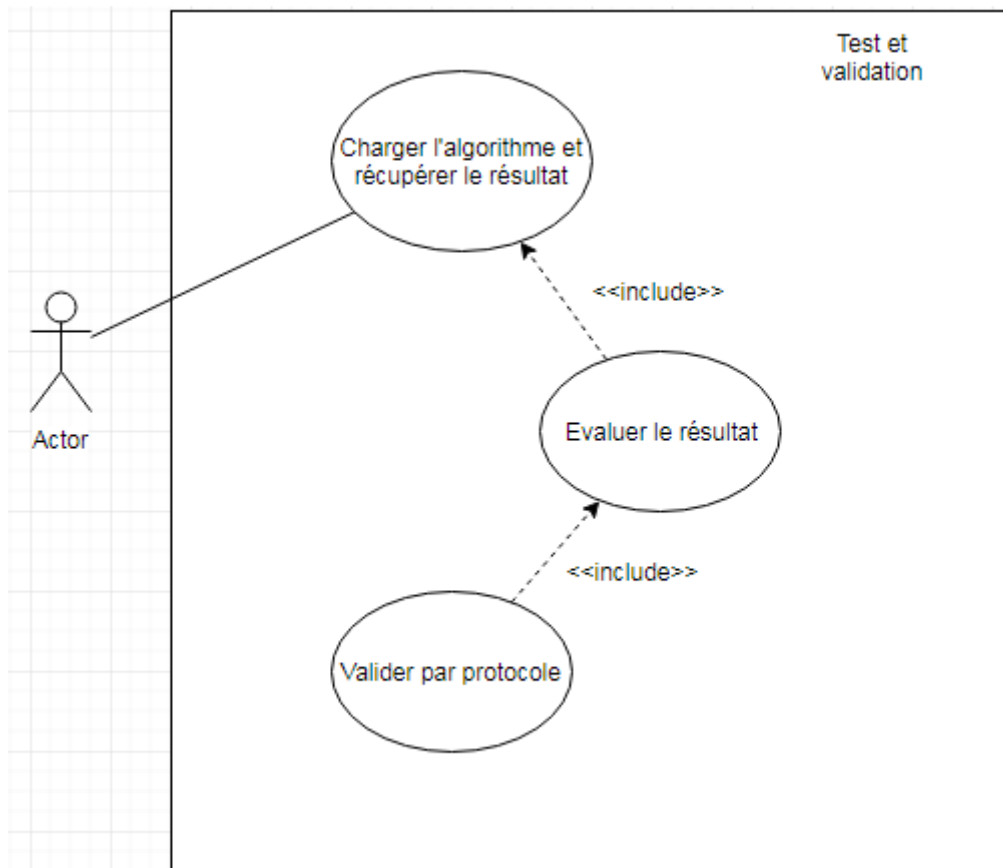 Test et
validation
Charger l'algorithme et
récupérer le résultat
<<include>>
Actor
Evaluer le résultat
<<include>>
Valider par protocole